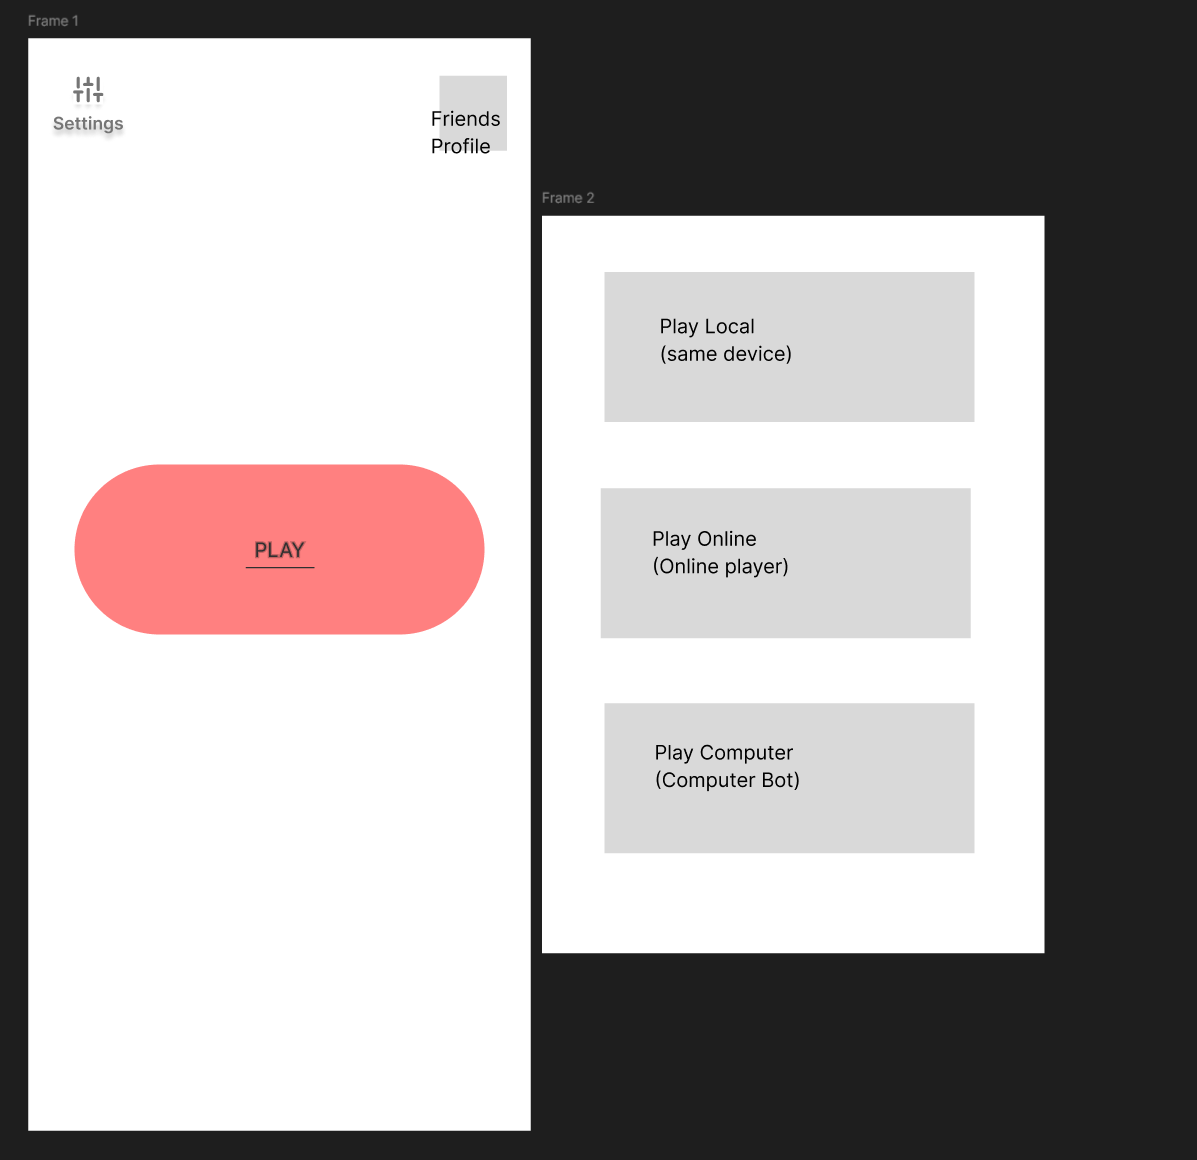 Frame 1
Settings
Friends
Profile
PLAY
Frame 2
Play Local
(same device)
Play Online
(Online player)
Play Computer
(Computer Bot)